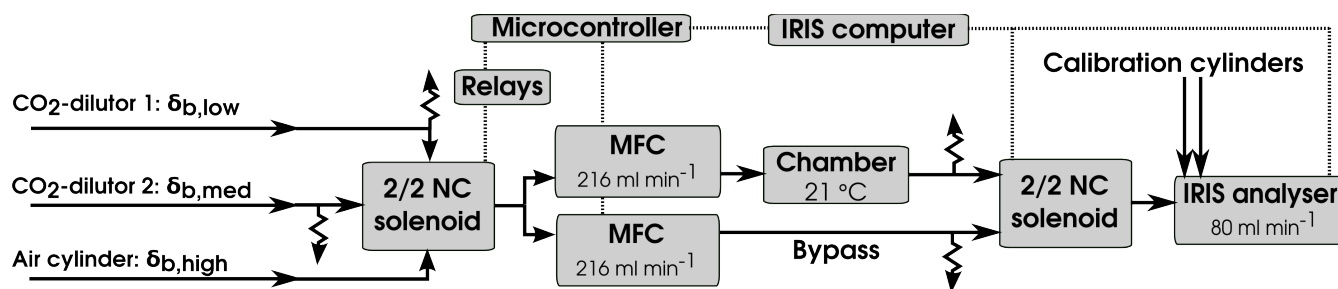 Microcontroller
IRIS computer
Calibration cylinders
Relays
CO2-dilutor 1: δb,low
MFC
216 ml min-1
Chamber
21 °C
CO2-dilutor 2: δb,med
2/2 NC
solenoid
2/2 NC
solenoid
IRIS analyser
80 ml min-1
MFC
216 ml min-1
Bypass
Air cylinder: δb,high